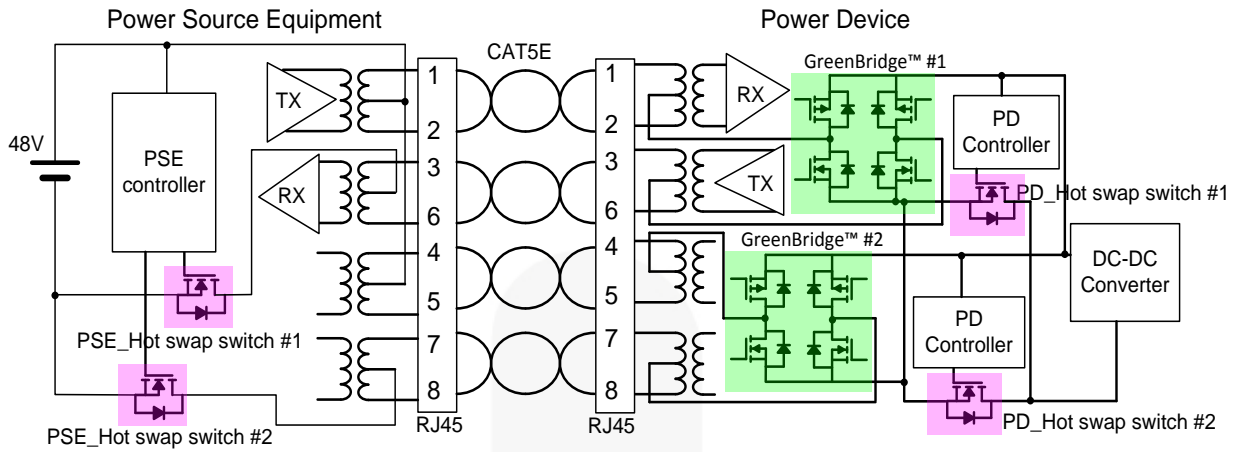 Power Source Equipment
Power Device
CAT5E
GreenBridge™ #1
48V
PSE
controller
TX
RX
1
2
3
6
4
5
7
8
RJ45
1
2
3
6
4
5
7
8
RJ45
RX
TX
PD
Controller
PD_Hot swap switch #1
GreenBridge™ #2
DC-DC
Converter
PD
Controller
PD_Hot swap switch #2
PSE_Hot swap switch #1
PSE_Hot swap switch #2